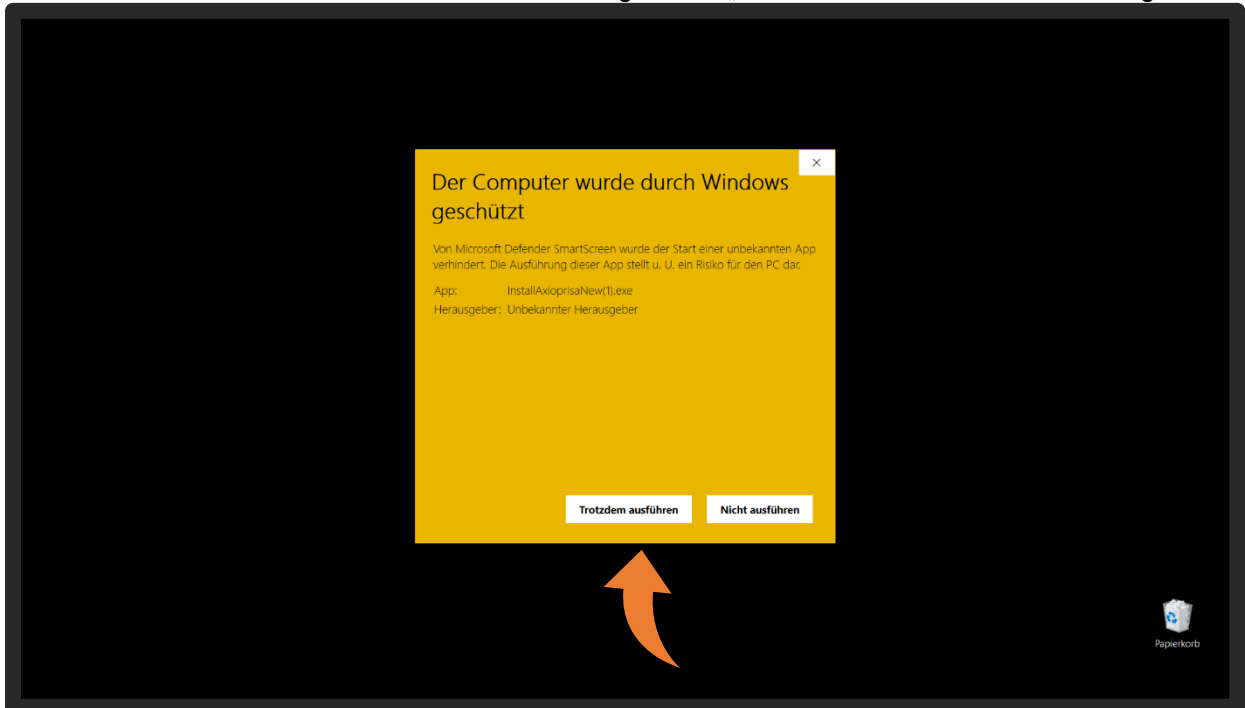 Der Computer wurde durch Windows
geschützt
Von Microsoft Defender SmartScreen wurde der Start einer unbekannten App
verhindert. Die Ausführung dieser App stellt u. U. ein Risiko für den PC dar.
App: InstallAxioprisaNew(1).exe
Herausgeber: Unbekannter Herausgeber
Trotzdem ausführen Nicht ausführen
Papierkorb